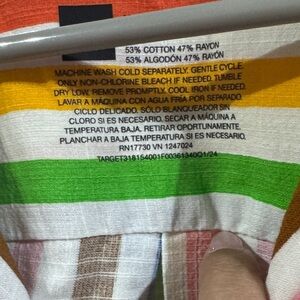 53% COTTON 47% RAYON
53% ALGODÓN 47% RAYÓN
MACHINE WASH COLD SEPARATELY. GENTLE CYCLE.
ONLY NON-CHLORINE BLEACH IF NEEDED. TUMBLE
DRY LOW. REMOVE PROMPTLY. COOL IRON IF NEEDED.
LAVAR A MÁQUINA CON AGUA FRÍA POR SEPARADO.
CICLO DELICADO. SÓLO BLANQUEADOR SIN
CLORO SI ES NECESARIO. SECAR A MÁQUINA A
TEMPERATURA BAJA. RETIRAR OPORTUNAMENTE.
PLANCHAR A BAJA TEMPERATURA SI ES NECESARIO.
RN17730 VN 1247024